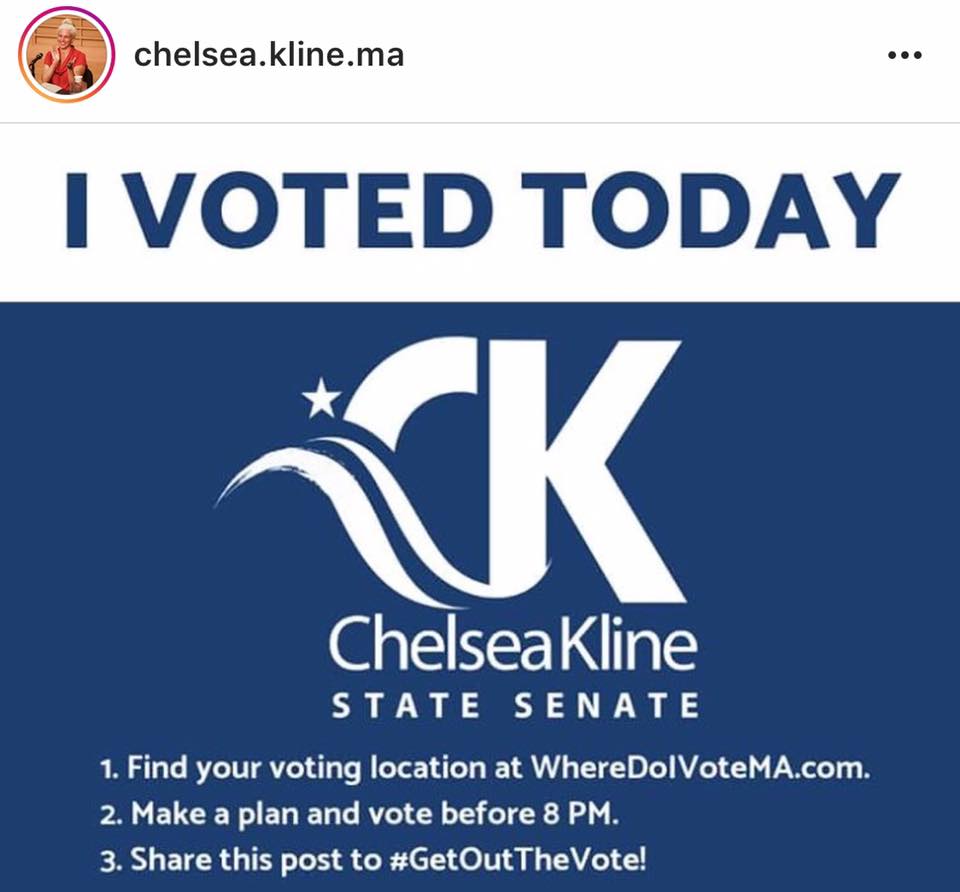 chelsea.kline.ma
I VOTED TODAY
CK
ChelseaKline
STATE SENATE
1. Find your voting location at WhereDoIVoteMA.com.
2. Make a plan and vote before 8 PM.
3. Share this post to #GetOutTheVote!